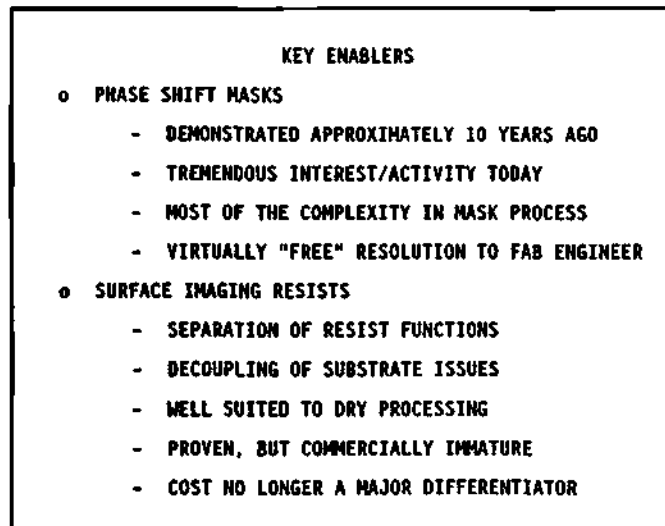 KEY ENABLERS
o PHASE SHIFT MASKS
- DEMONSTRATED APPROXIMATELY 10 YEARS AGO
- TREMENDOUS INTEREST/ACTIVITY TODAY
- MOST OF THE COMPLEXITY IN MASK PROCESS
- VIRTUALLY "FREE" RESOLUTION TO FAB ENGINEER
o SURFACE IMAGING RESISTS
- SEPARATION OF RESIST FUNCTIONS
- DECOUPLING OF SUBSTRATE ISSUES
- WELL SUITED TO DRY PROCESSING
- PROVEN, BUT COMMERCIALLY IMMATURE
- COST NO LONGER A MAJOR DIFFERENTIATOR